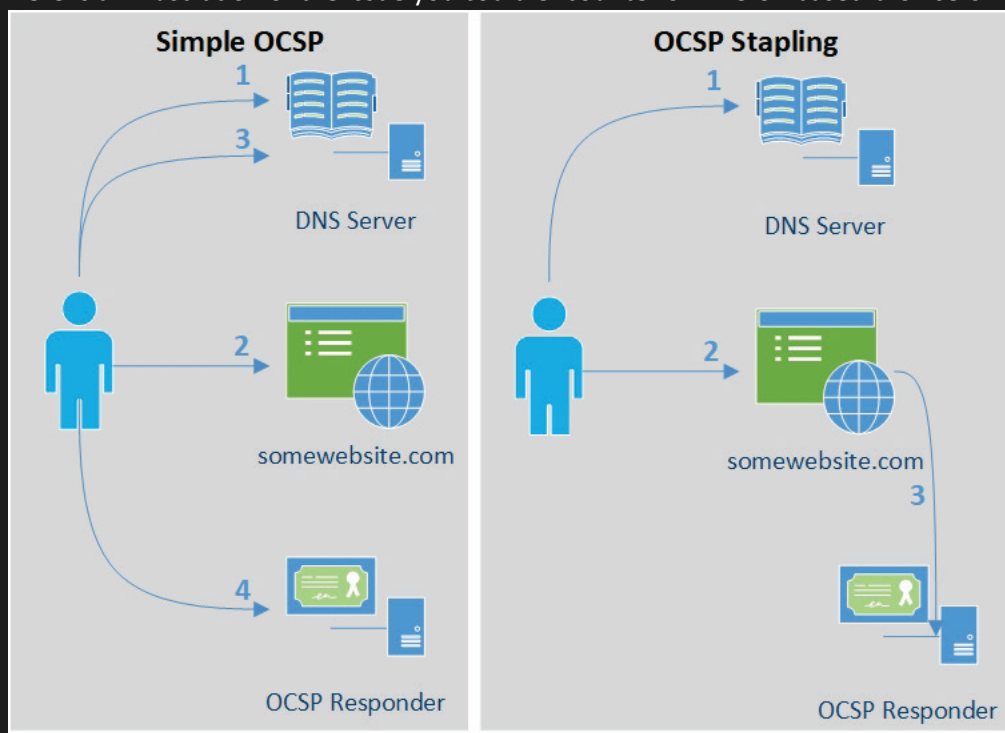 Simple OCSP
1
3
DNS Server
2
somewebsite.com
4
OCSP Responder
OCSP Stapling
1
DNS Server
2
somewebsite.com
3
OCSP Responder